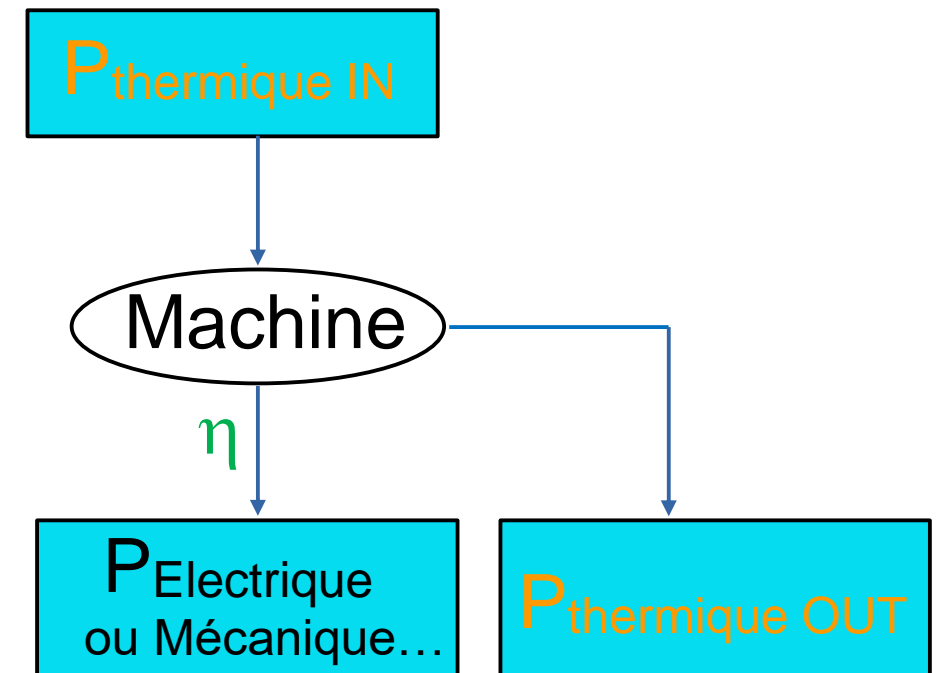 Pthermique IN
Machine
η
PElectrique
ou Mécanique…
Pthermique OUT